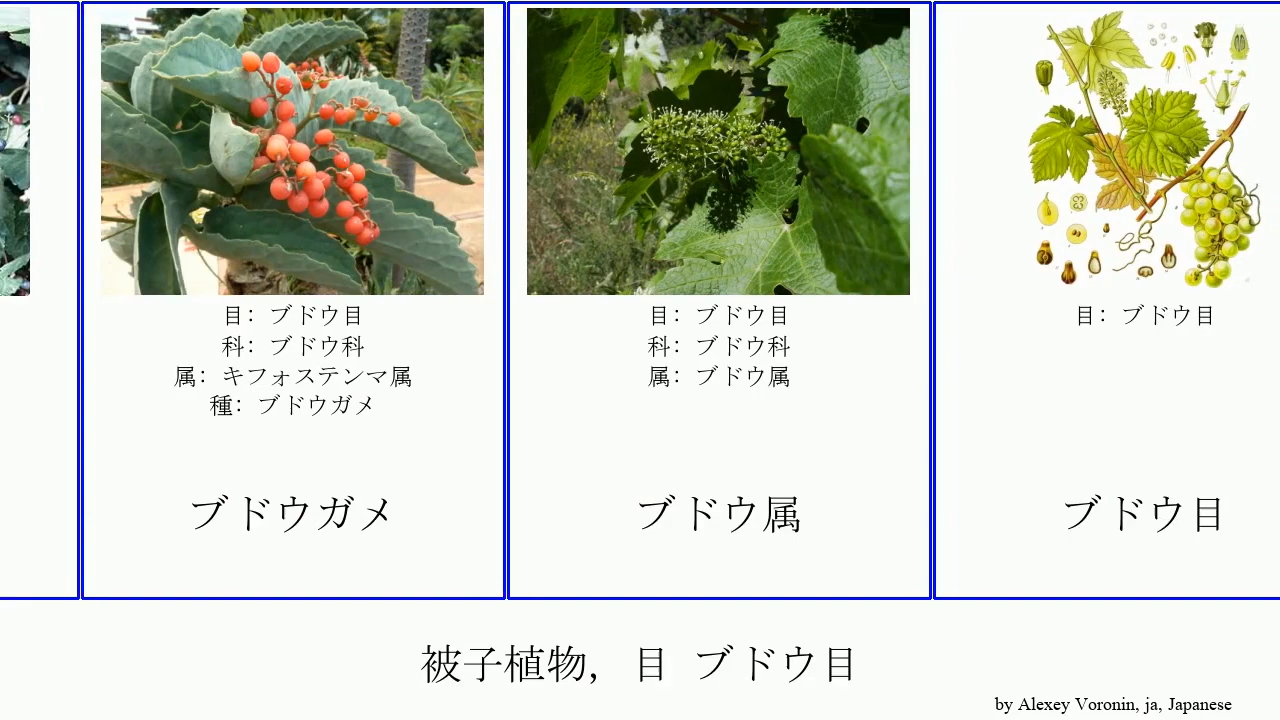 目: ブドウ目
科: ブドウ科
属: キフォステンマ属
種: ブドウガメ
ブドウガメ
目: ブドウ目
科: ブドウ科
属: ブドウ属
ブドウ属
目: ブドウ目
ブドウ目
被子植物, 目 ブドウ目
by Alexey Voronin, ja, Japanese